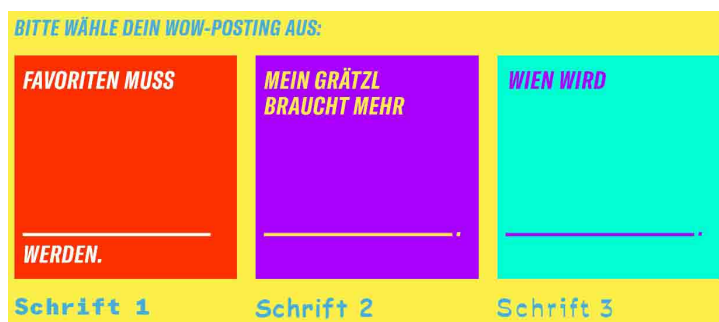 BITTE WÄHLE DEIN WOW-POSTING AUS:
FAVORITEN MUSS
WERDEN.
MEIN GRÄTZL
BRAUCHT MEHR
.
WIEN WIRD
.
Schrift 1
Schrift 2
Schrift 3